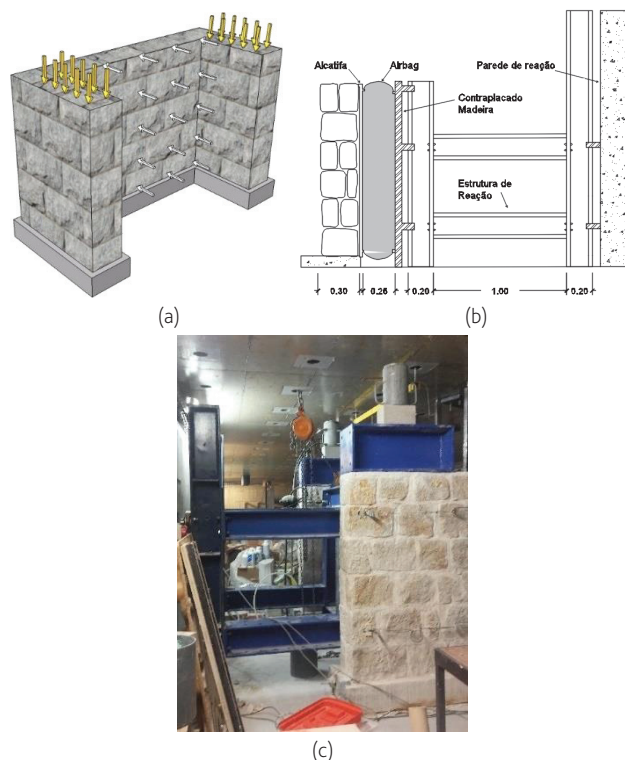 Alcatifa Airbag
Parede de reação
Contraplacado
Madeira
Estrutura de
Reação
0.30 0.26 0.20 1.00 0.20
(a) (b)
(c)